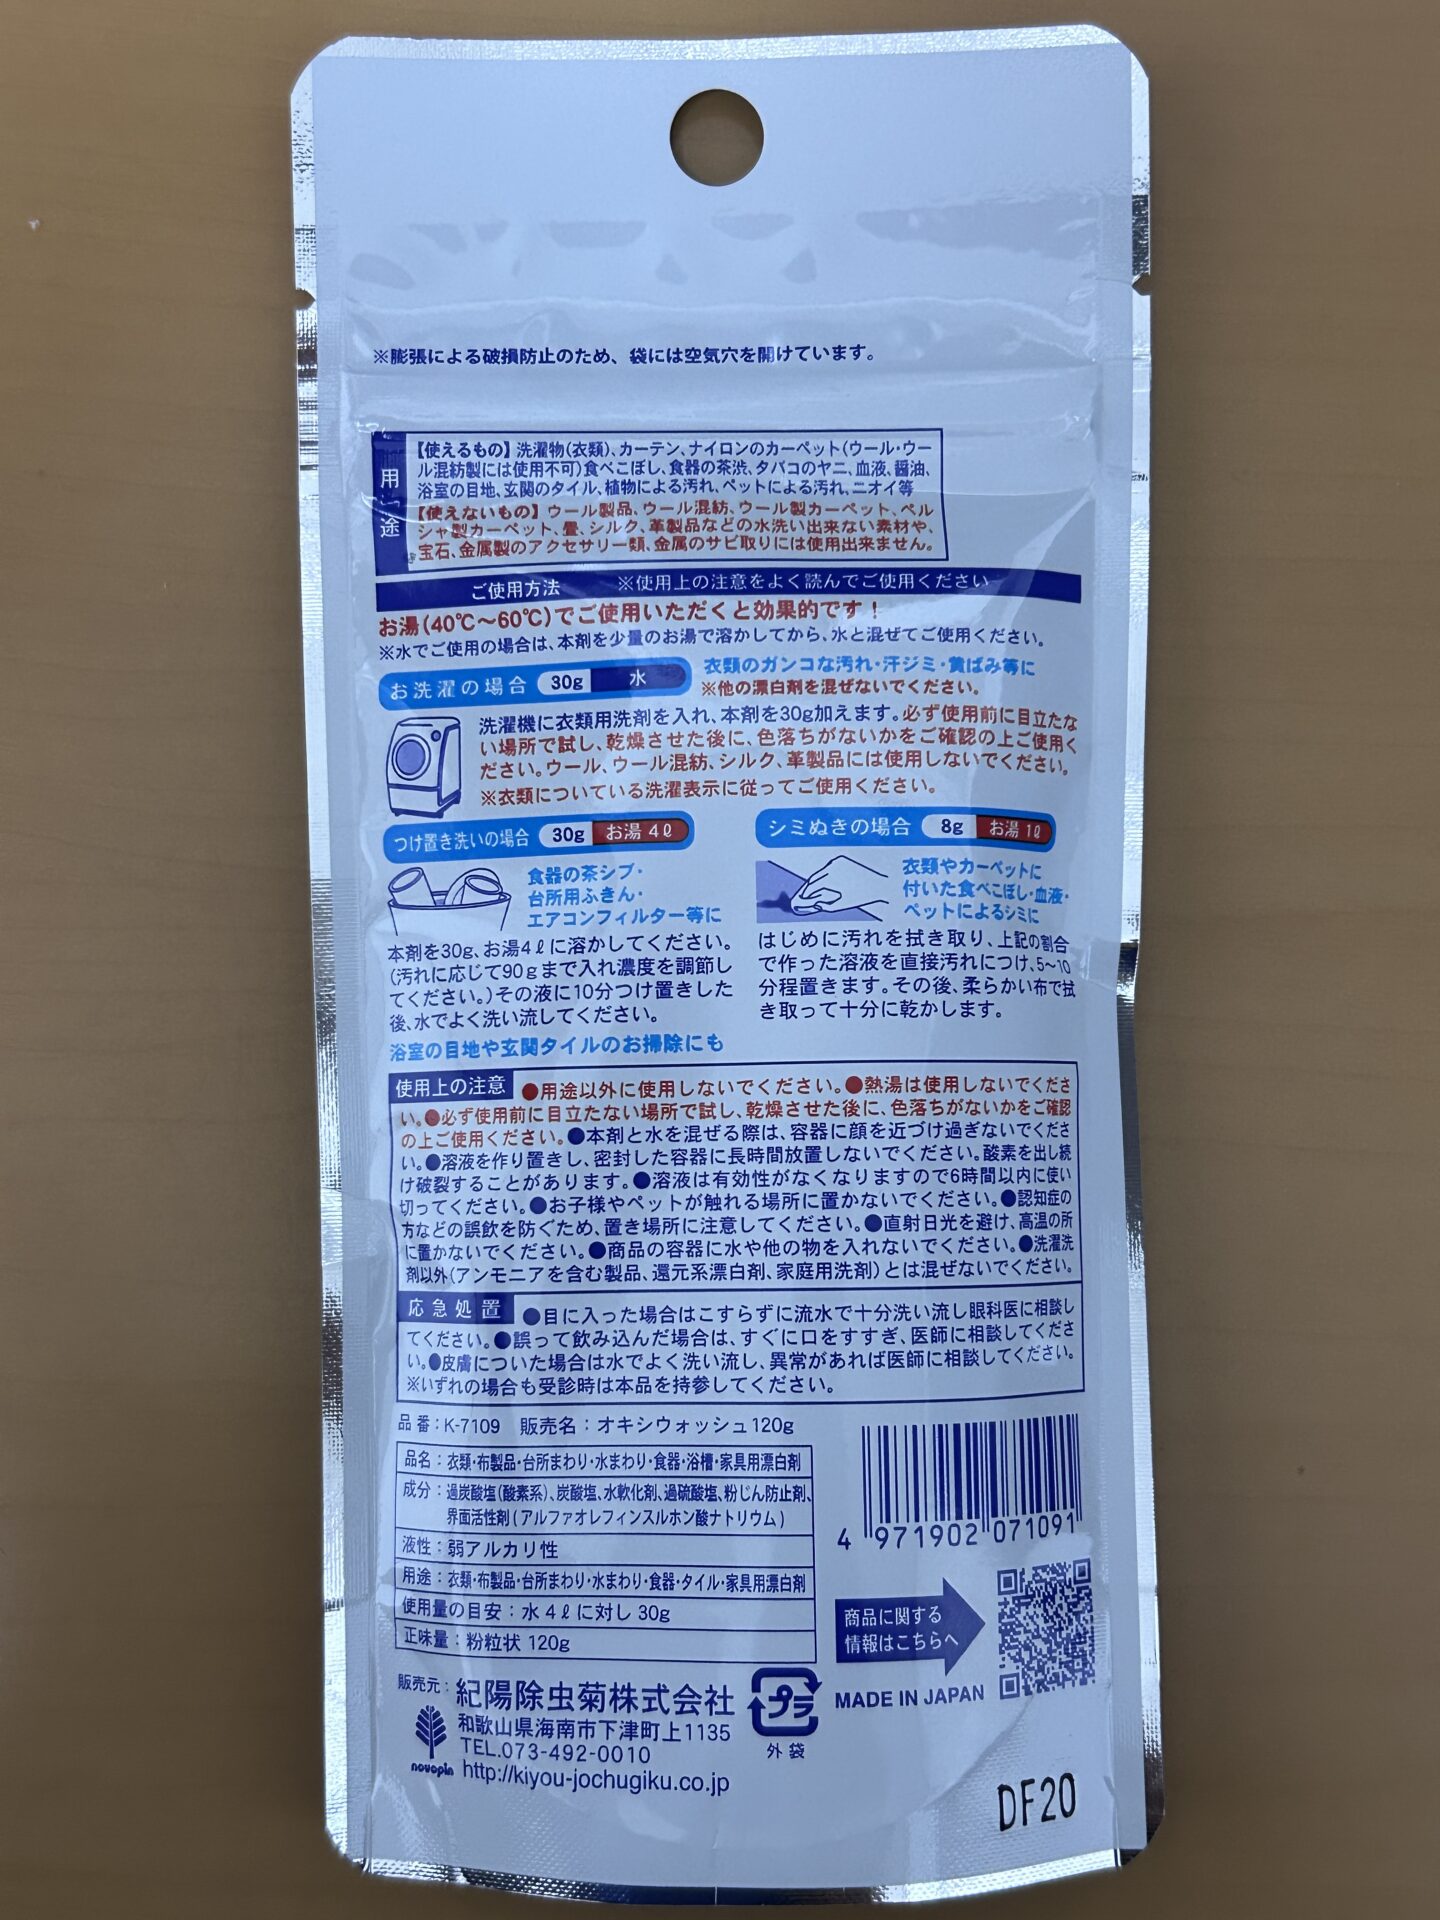 ※膨張による破損防止のため、袋には空気穴を開けています。
用途
【使えるもの】洗濯物(衣類)、カーテン、ナイロンのカーペット(ウール・ウー
ル混紡製には使用不可)食べこぼし、食器の茶渋、タバコのヤニ、血液、醤油、
浴室の目地、玄関のタイル、植物による汚れ、ペットによる汚れ、ニオイ等
【使えないもの】ウール製品、ウール混紡、ウール製カーペット、ペル
シャ製カーペット、畳、シルク、革製品などの水洗い出来ない素材や、
宝石、金属製のアクセサリー類、金属のサビ取りには使用出来ません。
ご使用方法 ※使用上の注意をよく読んでご使用ください
お湯(40℃〜60℃)でご使用いただくと効果的です!
※水でご使用の場合は、本剤を少量のお湯で溶かしてから、水と混ぜてご使用ください。
お洗濯の場合 30g 水
衣類のガンコな汚れ・汗ジミ・黄ばみ等に
※他の漂白剤を混ぜないでください。
洗濯機に衣類用洗剤を入れ、本剤を30g加えます。必ず使用前に目立たな
い場所で試し、乾燥させた後に、色落ちがないかをご確認の上ご使用く
ださい。ウール、ウール混紡、シルク、革製品には使用しないでください。
※衣類についている洗濯表示に従ってご使用ください。
つけ置き洗いの場合 30g お湯 4ℓ
食器の茶シブ・
台所用ふきん・
エアコンフィルター等に
本剤を30g、お湯4ℓに溶かしてください。
(汚れに応じて90gまで入れ濃度を調節し
てください。)その液に10分つけ置きした
後、水でよく洗い流してください。
シミぬきの場合 8g お湯 1ℓ
衣類やカーペットに
付いた食べこぼし・血液・
ペットによるシミに
はじめに汚れを拭き取り、上記の割合
で作った溶液を直接汚れにつけ、5〜10
分程置きます。その後、柔らかい布で拭
き取って十分に乾かします。
浴室の目地や玄関タイルのお掃除にも
使用上の注意 ●用途以外に使用しないでください。●熱湯は使用しないでくださ
い。●必ず使用前に目立たない場所で試し、乾燥させた後に、色落ちがないかをご確認
の上ご使用ください。●本剤と水を混ぜる際は、容器に顔を近づけ過ぎないでくださ
い。●溶液を作り置きし、密封した容器に長時間放置しないでください。酸素を出し続
け破裂することがあります。●溶液は有効性がなくなりますので6時間以内に使い
切ってください。●お子様やペットが触れる場所に置かないでください。●認知症の
方などの誤飲を防ぐため、置き場所に注意してください。●直射日光を避け、高温の所
に置かないでください。●商品の容器に水や他の物を入れないでください。●洗濯洗
剤以外(アンモニアを含む製品、還元系漂白剤、家庭用洗剤)とは混ぜないでください。
応急処置 ●目に入った場合はこすらずに流水で十分洗い流し眼科医に相談し
てください。●誤って飲み込んだ場合は、すぐに口をすすぎ、医師に相談してくださ
い。●皮膚についた場合は水でよく洗い流し、異常があれば医師に相談してください。
※いずれの場合も受診時は本品を持参してください。
品番:K-7109 販売名:オキシウォッシュ120g
品名:衣類・布製品・台所まわり・水まわり・食器・浴槽・家具用漂白剤
成分:過炭酸塩(酸素系)、炭酸塩、水軟化剤、過硫酸塩、粉じん防止剤、
界面活性剤(アルファオレフィンスルホン酸ナトリウム)
液性:弱アルカリ性
用途:衣類・布製品・台所まわり・水まわり・食器・タイル・家具用漂白剤
使用量の目安:水4ℓに対し30g
正味量:粉粒状 120g
4 971902 071091
商品に関する
情報はこちらへ
販売元:紀陽除虫菊株式会社
和歌山県海南市下津町上1135
TEL.073-492-0010
http://kiyou-jochugiku.co.jp
novopin
プラ
外袋
MADE IN JAPAN
DF20